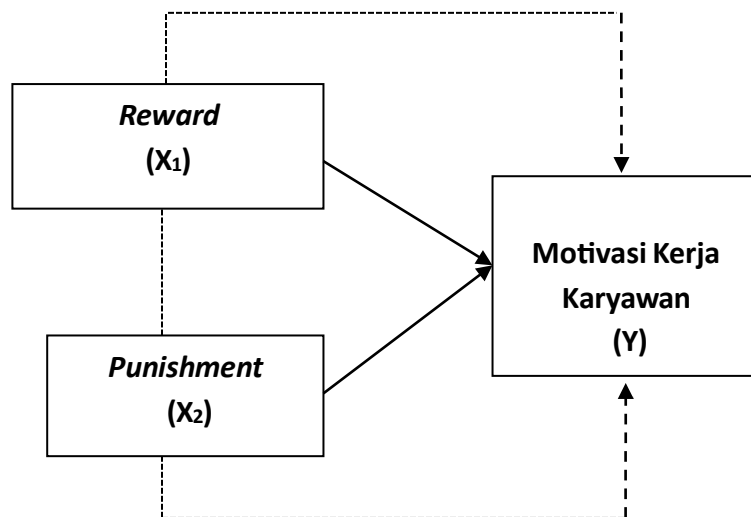 Reward
(X₁)
Motivasi Kerja
Karyawan
(Y)
Punishment
(X₂)